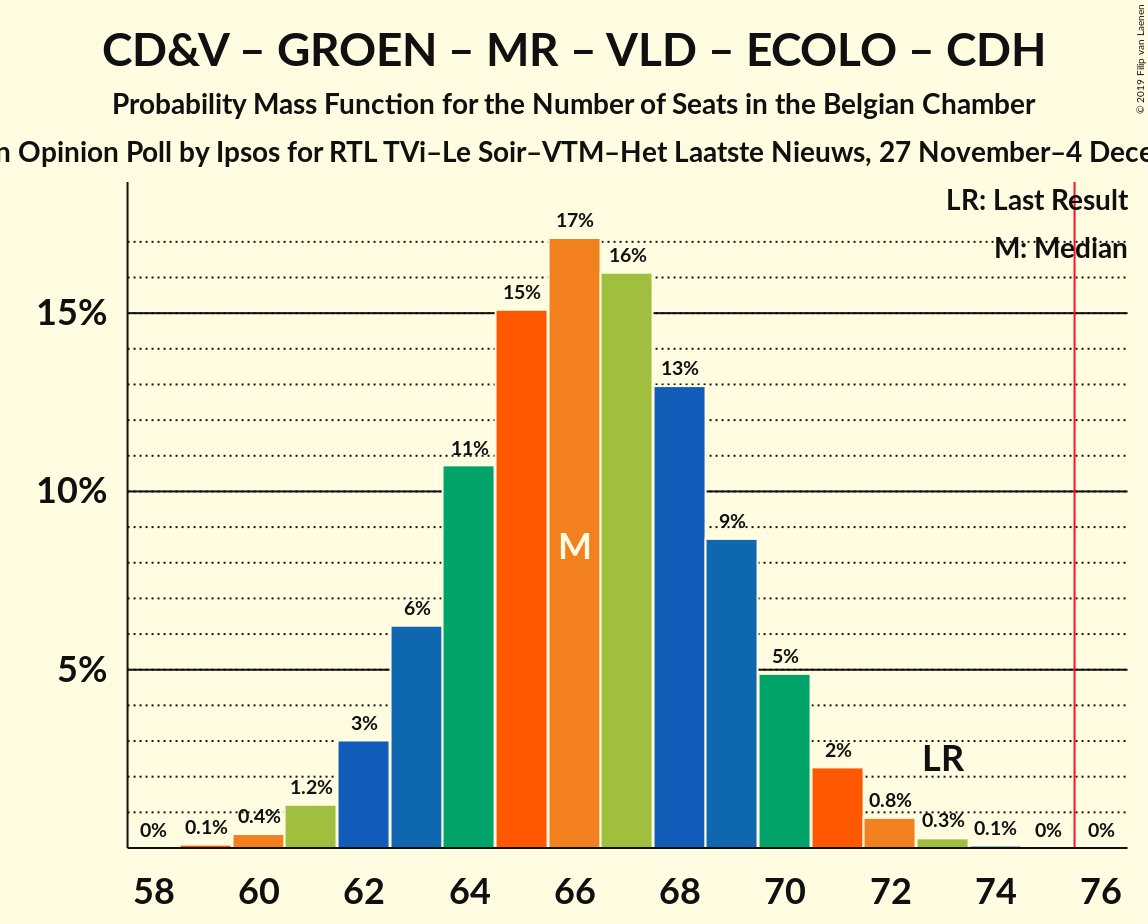 CD&V – GROEN – MR – VLD – ECOLO – CDH
Probability Mass Function for the Number of Seats in the Belgian Chamber
n Opinion Poll by Ipsos for RTL TVi–Le Soir–VTM–Het Laatste Nieuws, 27 November–4 Dece
© 2019 Filip van Laenen
LR: Last Result
M: Median
17%
16%
15%
15%
13%
11%
10%
9%
M
6%
5%
5%
3%
2%
LR
1.2%
0.8%
0.4%
0.3%
0.1%
0.1%
0%
0%
0%
58 60 62 64 66 68 70 72 74 76